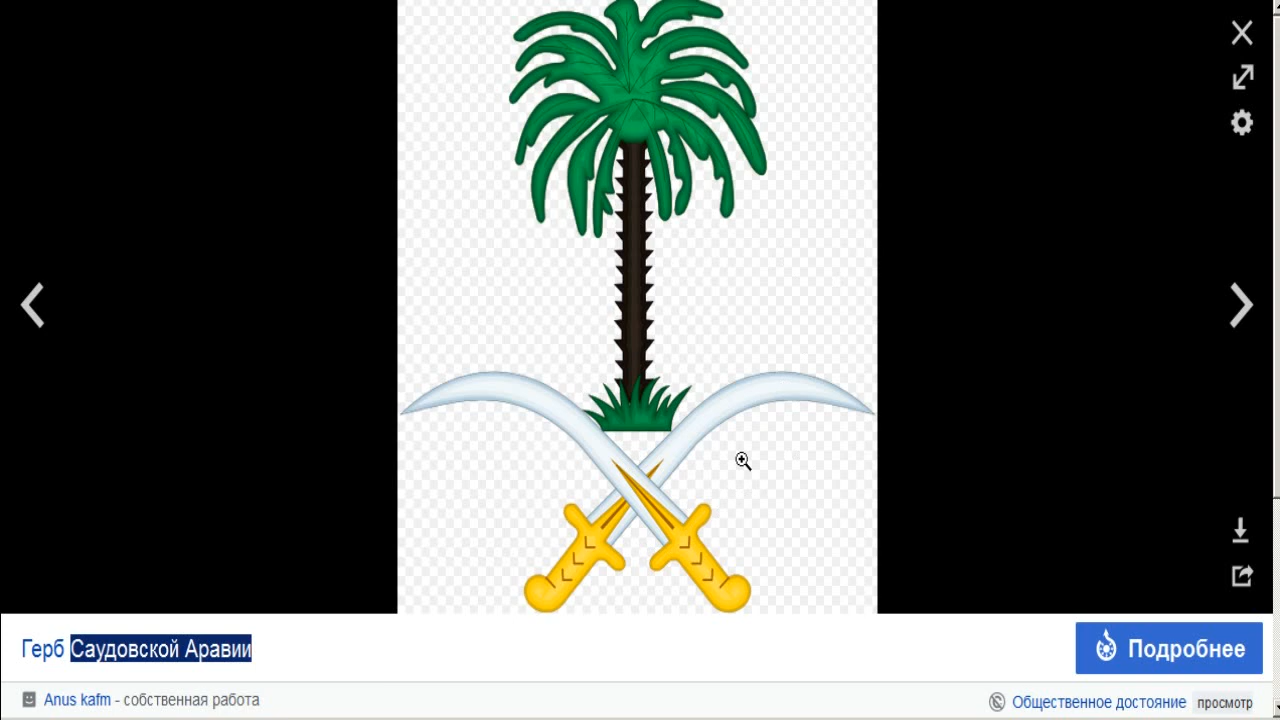 Герб Саудовской Аравии
Подробнее
Anus kafm - собственная работа
Общественное достояние просмотр